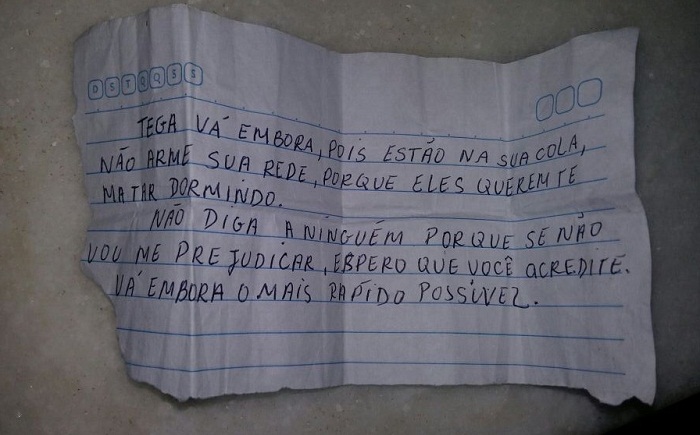 D S T Q Q S S
TEGA VÁ EMBORA, POIS ESTÃO NA SUA COLA,
NÃO ARME SUA REDE, PORQUE ELES QUEREM TE
MATAR DORMINDO.
NÃO DIGA A NINGUÉM PORQUE SE NÃO
VOU ME PREJUDICAR, ESPERO QUE VOCÊ ACREDITE.
VÁ EMBORA O MAIS RÁPIDO POSSÍVEL.